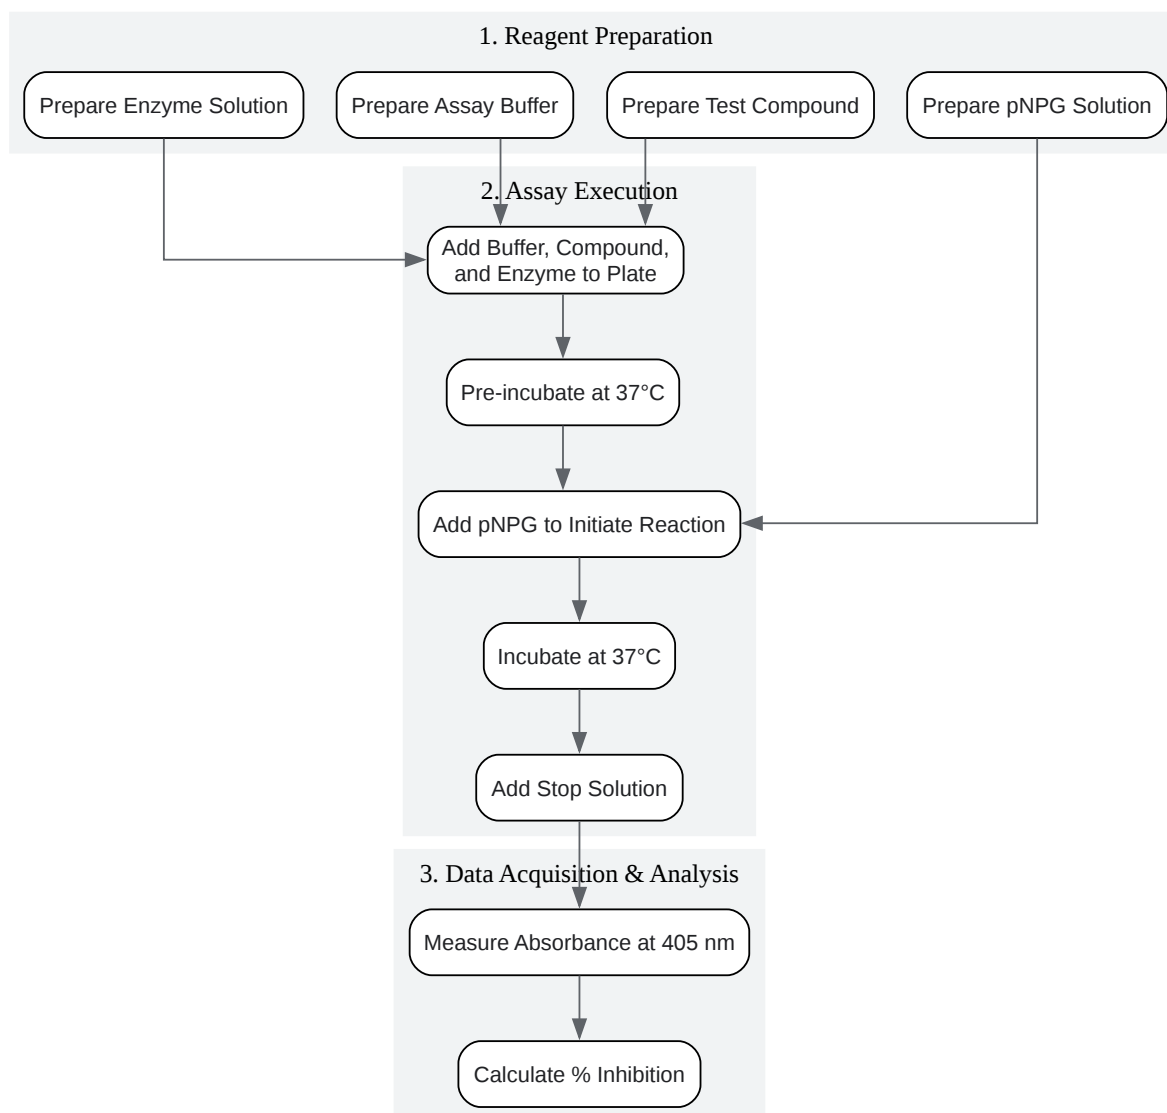 1. Reagent Preparation
Prepare Enzyme Solution
Prepare Assay Buffer
Prepare Test Compound
Prepare pNPG Solution
2. Assay Execution
Add Buffer, Compound,
and Enzyme to Plate
Pre-incubate at 37°C
Add pNPG to Initiate Reaction
Incubate at 37°C
Add Stop Solution
3. Data Acquisition & Analysis
Measure Absorbance at 405 nm
Calculate % Inhibition